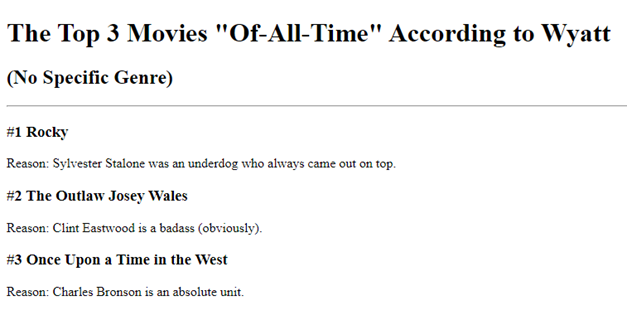 The Top 3 Movies "Of-All-Time" According to Wyatt
(No Specific Genre)
#1 Rocky
Reason: Sylvester Stalone was an underdog who always came out on top.
#2 The Outlaw Josey Wales
Reason: Clint Eastwood is a badass (obviously).
#3 Once Upon a Time in the West
Reason: Charles Bronson is an absolute unit.